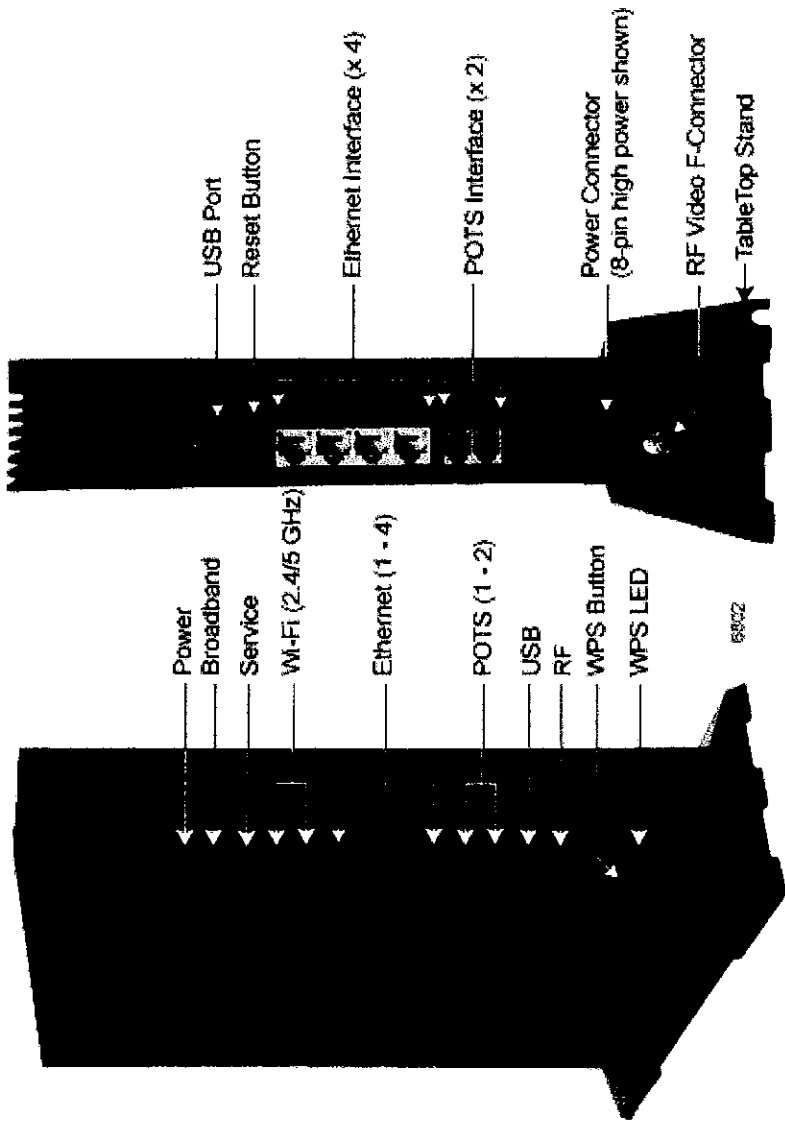 USB Port
Reset Button
Ethernet Interface (x 4)
POTS Interface (x 2)
Power Connector
(8-pin high power shown)
RF Video F-Connector
TableTop Stand
Power
Broadband
Service
Wi-Fi (2.4/5 GHz)
Ethernet (1 - 4)
POTS (1 - 2)
USB
RF
WPS Button
WPS LED
6802